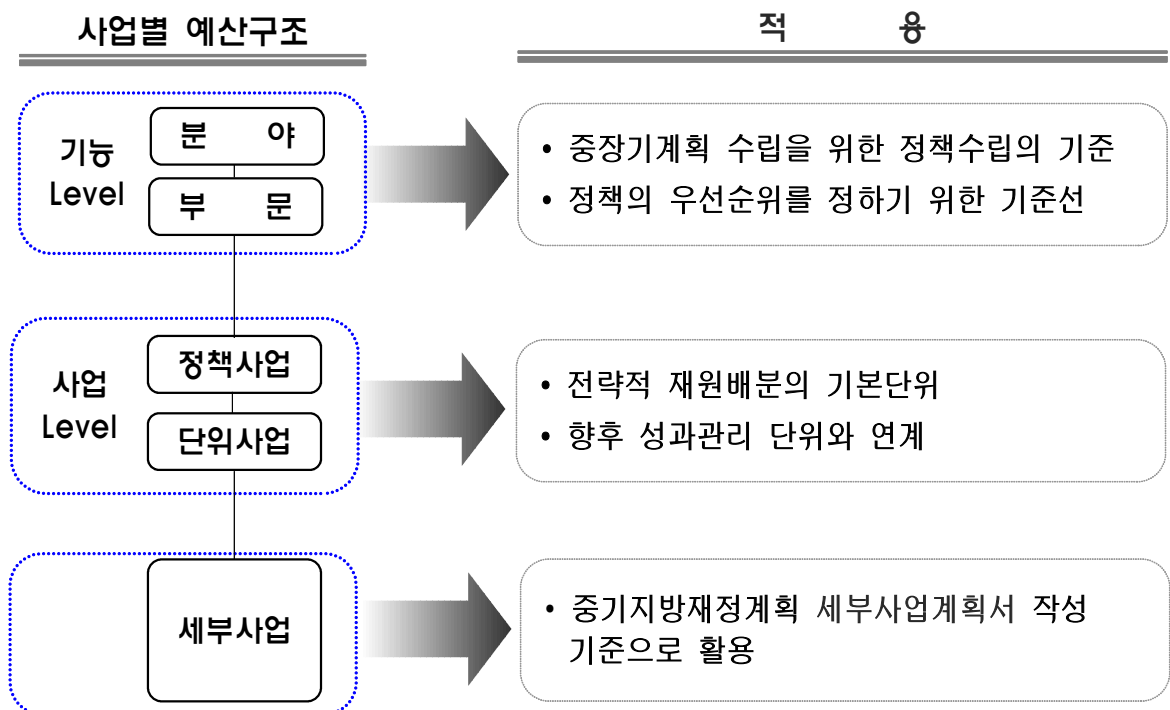 사업별 예산구조
적 용
기능
Level
분 야
부 문
• 중장기계획 수립을 위한 정책수립의 기준
• 정책의 우선순위를 정하기 위한 기준선
사업
Level
정책사업
단위사업
• 전략적 재원배분의 기본단위
• 향후 성과관리 단위와 연계
세부사업
• 중기지방재정계획 세부사업계획서 작성
기준으로 활용